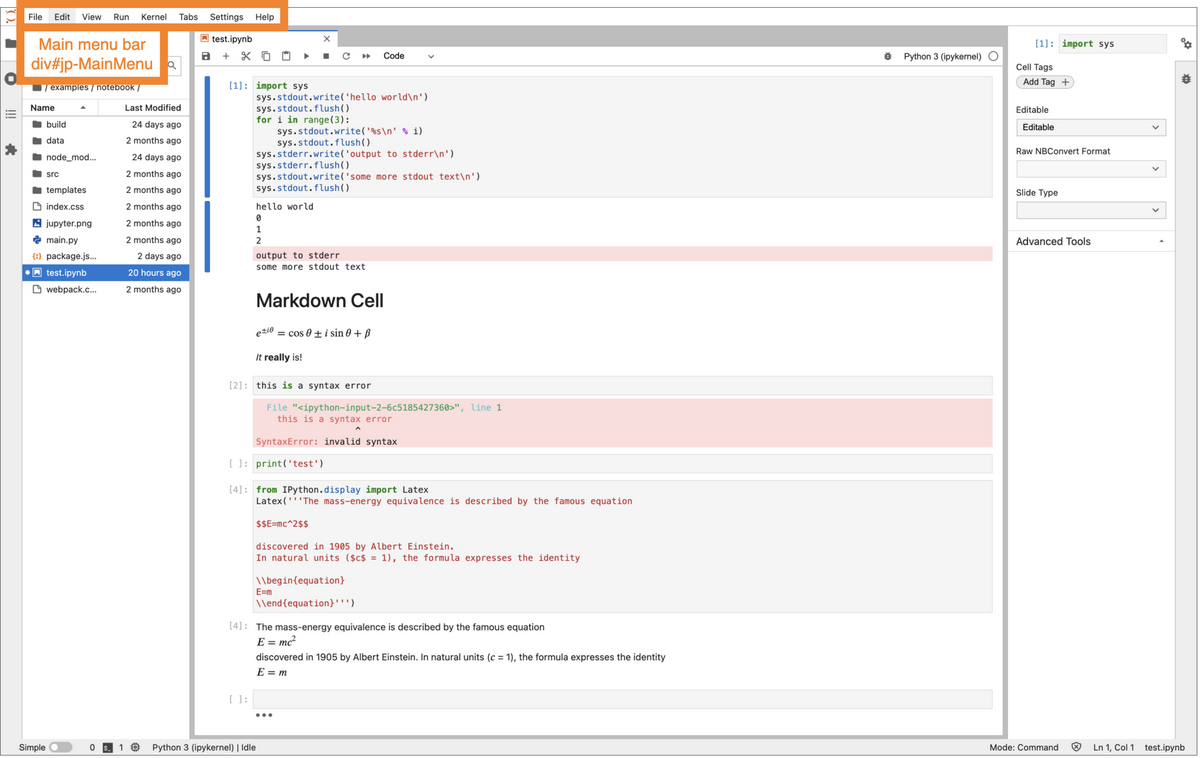 File Edit View Run Kernel Tabs Settings Help
Main menu bar
div#jp-MainMenu
/ examples / notebook /
Name Last Modified
build 24 days ago
data 2 months ago
node_mod... 24 days ago
src 2 months ago
templates 2 months ago
index.css 2 months ago
jupyter.png 2 months ago
main.py 2 months ago
package.js... 2 days ago
test.ipynb 20 hours ago
webpack.c... 2 months ago
test.ipynb
Code Python 3 (ipykernel)
[1]: import sys
sys.stdout.write('hello world\n')
sys.stdout.flush()
for i in range(3):
    sys.stdout.write('%s\n' % i)
    sys.stdout.flush()
sys.stderr.write('output to stderr\n')
sys.stderr.flush()
sys.stdout.write('some more stdout text\n')
sys.stdout.flush()
hello world
0
1
2
output to stderr
some more stdout text
Markdown Cell
e±iθ = cos θ ± i sin θ + β
It really is!
[2]: this is a syntax error
File "<ipython-input-2-6c5185427360>", line 1
this is a syntax error
^
SyntaxError: invalid syntax
[ ]: print('test')
[4]: from IPython.display import Latex
Latex('''The mass-energy equivalence is described by the famous equation
$$E=mc^2$$
discovered in 1905 by Albert Einstein.
In natural units ($c$ = 1), the formula expresses the identity
\\begin{equation}
E=m
\\end{equation}''')
[4]: The mass-energy equivalence is described by the famous equation
E = mc²
discovered in 1905 by Albert Einstein. In natural units (c = 1), the formula expresses the identity
E = m
[ ]:
[1]: import sys
Cell Tags
Add Tag +
Editable
Editable
Raw NBConvert Format
Slide Type
Advanced Tools
Simple 0 $_ 1 Python 3 (ipykernel) | Idle
Mode: Command Ln 1, Col 1 test.ipynb